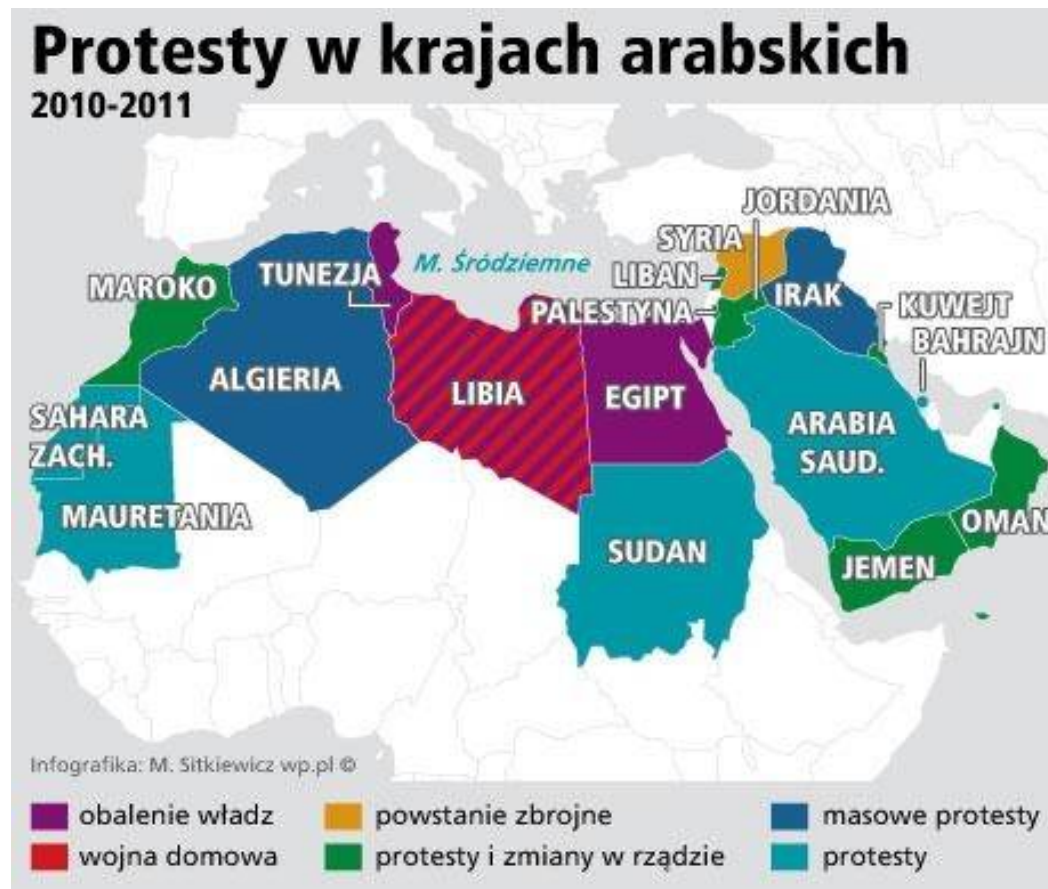 Protesty w krajach arabskich
2010-2011
JORDANIA
SYRIA
LIBAN
PALESTYNA
IRAK
KUWEJT
BAHRAJN
MAROKO
TUNEZJA
M. Śródziemne
ALGIERIA
LIBIA
EGIPT
ARABIA
SAUD.
SAHARA
ZACH.
MAURETANIA
SUDAN
JEMEN
OMAN
Infografika: M. Sitkiewicz wp.pl ©
obalenie władz
powstanie zbrojne
masowe protesty
wojna domowa
protesty i zmiany w rządzie
protesty